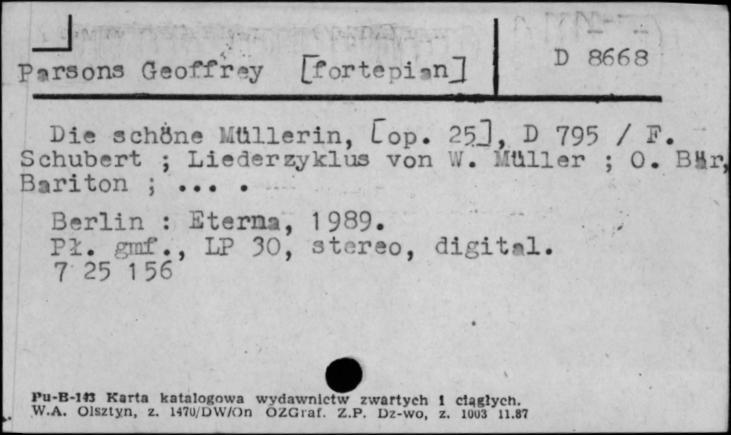 Parsons Geoffrey [fortepian]
D 8668
Die schöne Müllerin, [op. 25], D 795 / F.
Schubert ; Liederzyklus von W. Müller ; O. Bär,
Bariton ; ... .
Berlin : Eterna, 1989.
Pł. gmf., LP 30, stereo, digital.
7 25 156
Pu-B-143 Karta katalogowa wydawnictw zwartych i ciągłych.
W.A. Olsztyn, z. 1470/DW/On OZGraf. Z.P. Dz-wo, z. 1003 11.87